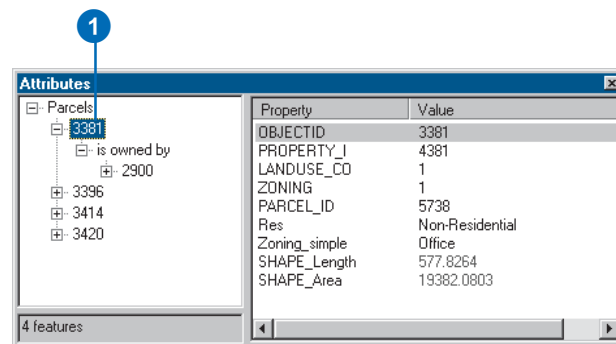 1
Attributes
Parcels
3381
is owned by
2900
3396
3414
3420
4 features
Property Value
OBJECTID 3381
PROPERTY_I 4381
LANDUSE_CO 1
ZONING 1
PARCEL_ID 5738
Res Non-Residential
Zoning_simple Office
SHAPE_Length 577.8264
SHAPE_Area 19382.0803